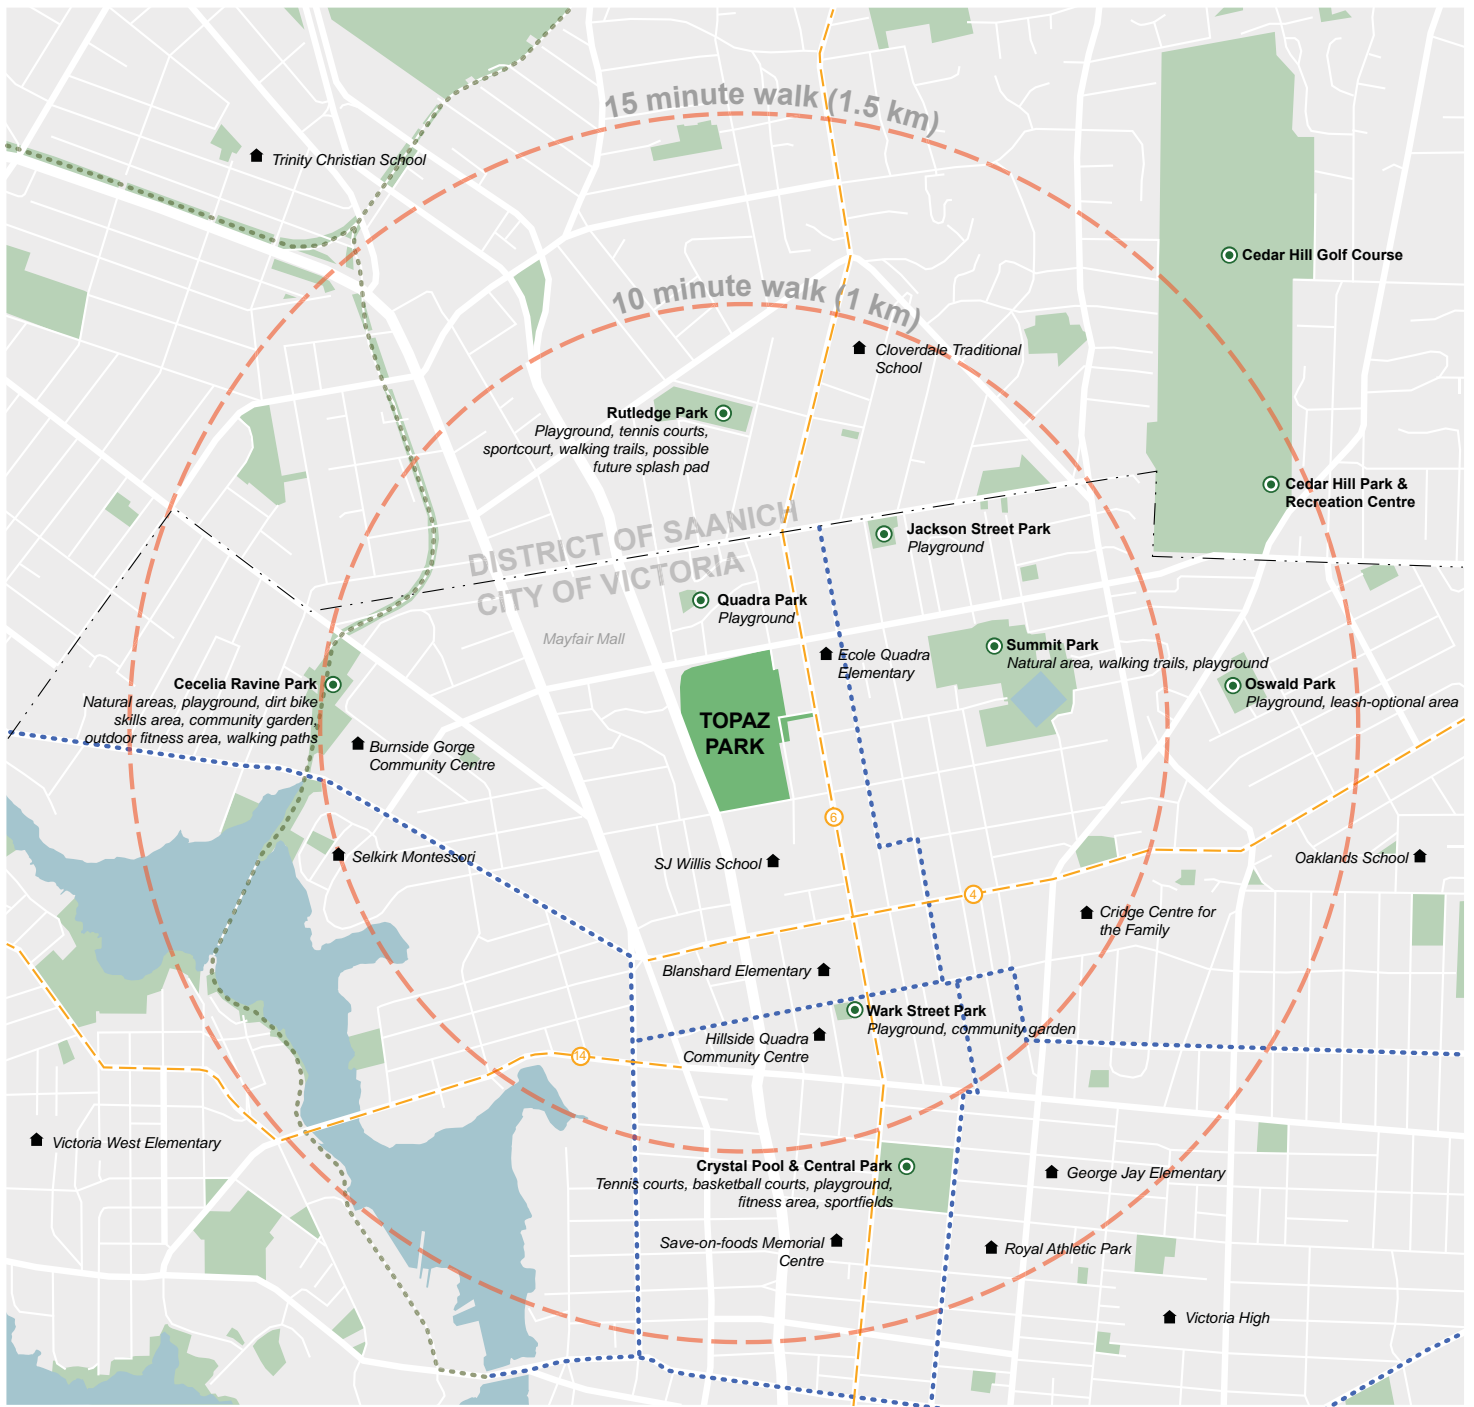 15 minute walk (1.5 km)
Trinity Christian School
Cedar Hill Golf Course
10 minute walk (1 km)
Cloverdale Traditional
School
Rutledge Park
Playground, tennis courts,
sportcourt, walking trails, possible
future splash pad
Cedar Hill Park &
Recreation Centre
DISTRICT OF SAANICH
CITY OF VICTORIA
Jackson Street Park
Playground
Quadra Park
Playground
Mayfair Mall
Ecole Quadra
Elementary
Summit Park
Natural area, walking trails, playground
Cecelia Ravine Park
Natural areas, playground, dirt bike
skills area, community garden,
outdoor fitness area, walking paths
Oswald Park
Playground, leash-optional area
TOPAZ
PARK
Burnside Gorge
Community Centre
6
Selkirk Montessori
SJ Willis School
Oaklands School
4
Cridge Centre for
the Family
Blanshard Elementary
Wark Street Park
Playground, community garden
Hillside Quadra
Community Centre
14
Victoria West Elementary
Crystal Pool & Central Park
Tennis courts, basketball courts, playground,
fitness area, sportfields
George Jay Elementary
Save-on-foods Memorial
Centre
Royal Athletic Park
Victoria High